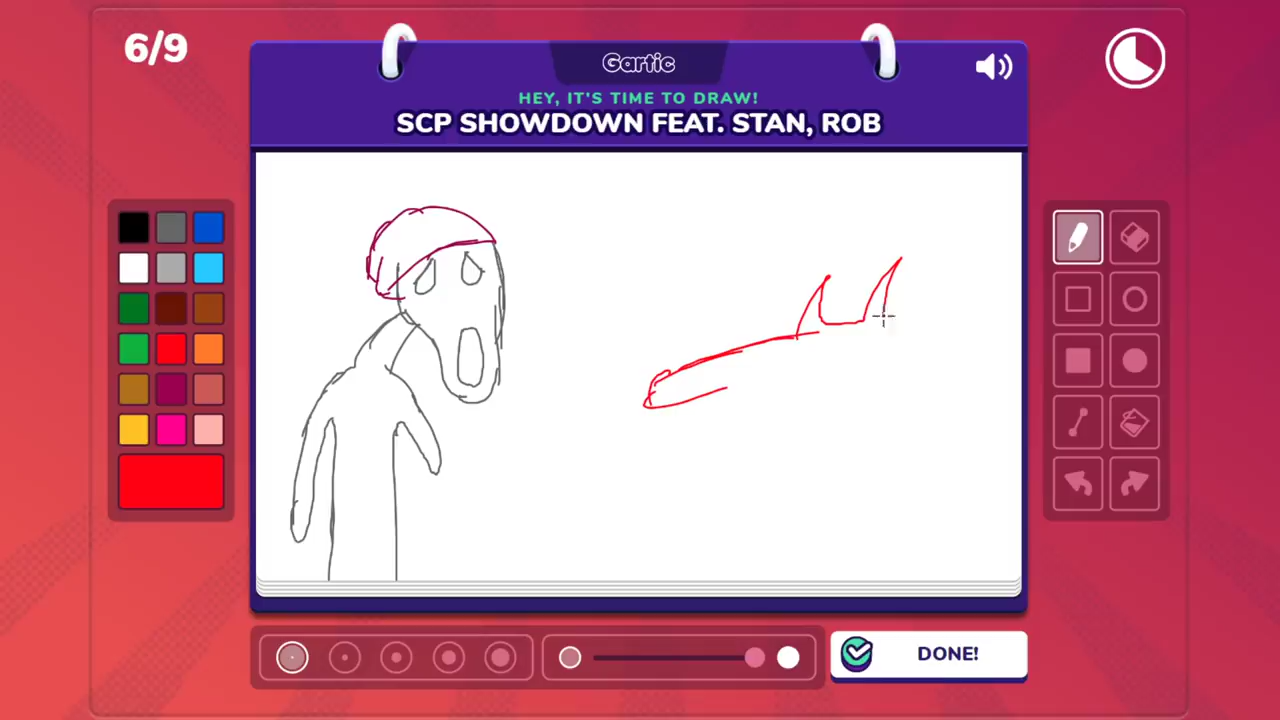 6/9
Gartic
HEY, IT'S TIME TO DRAW!
SCP SHOWDOWN FEAT. STAN, ROB
DONE!